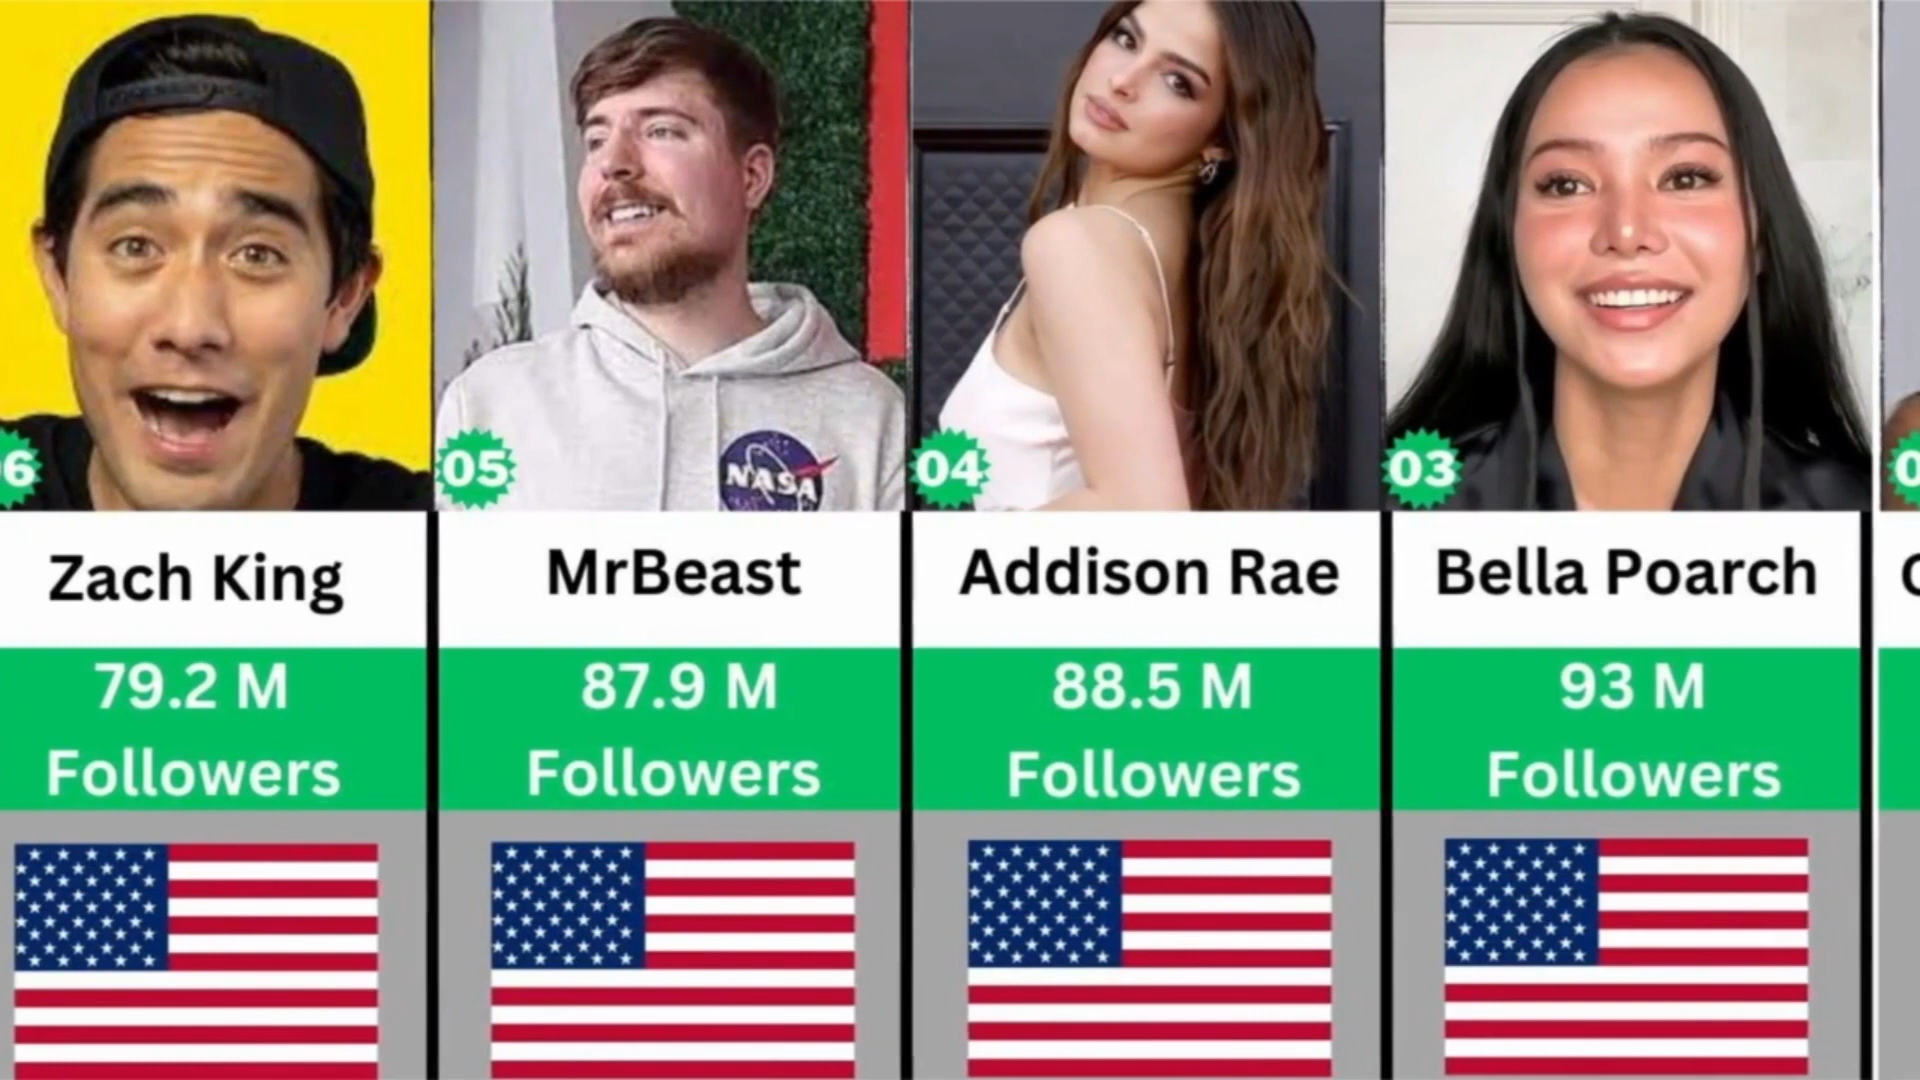 06
05
NASA
04
03
Zach King
79.2 M
Followers
MrBeast
87.9 M
Followers
Addison Rae
88.5 M
Followers
Bella Poarch
93 M
Followers